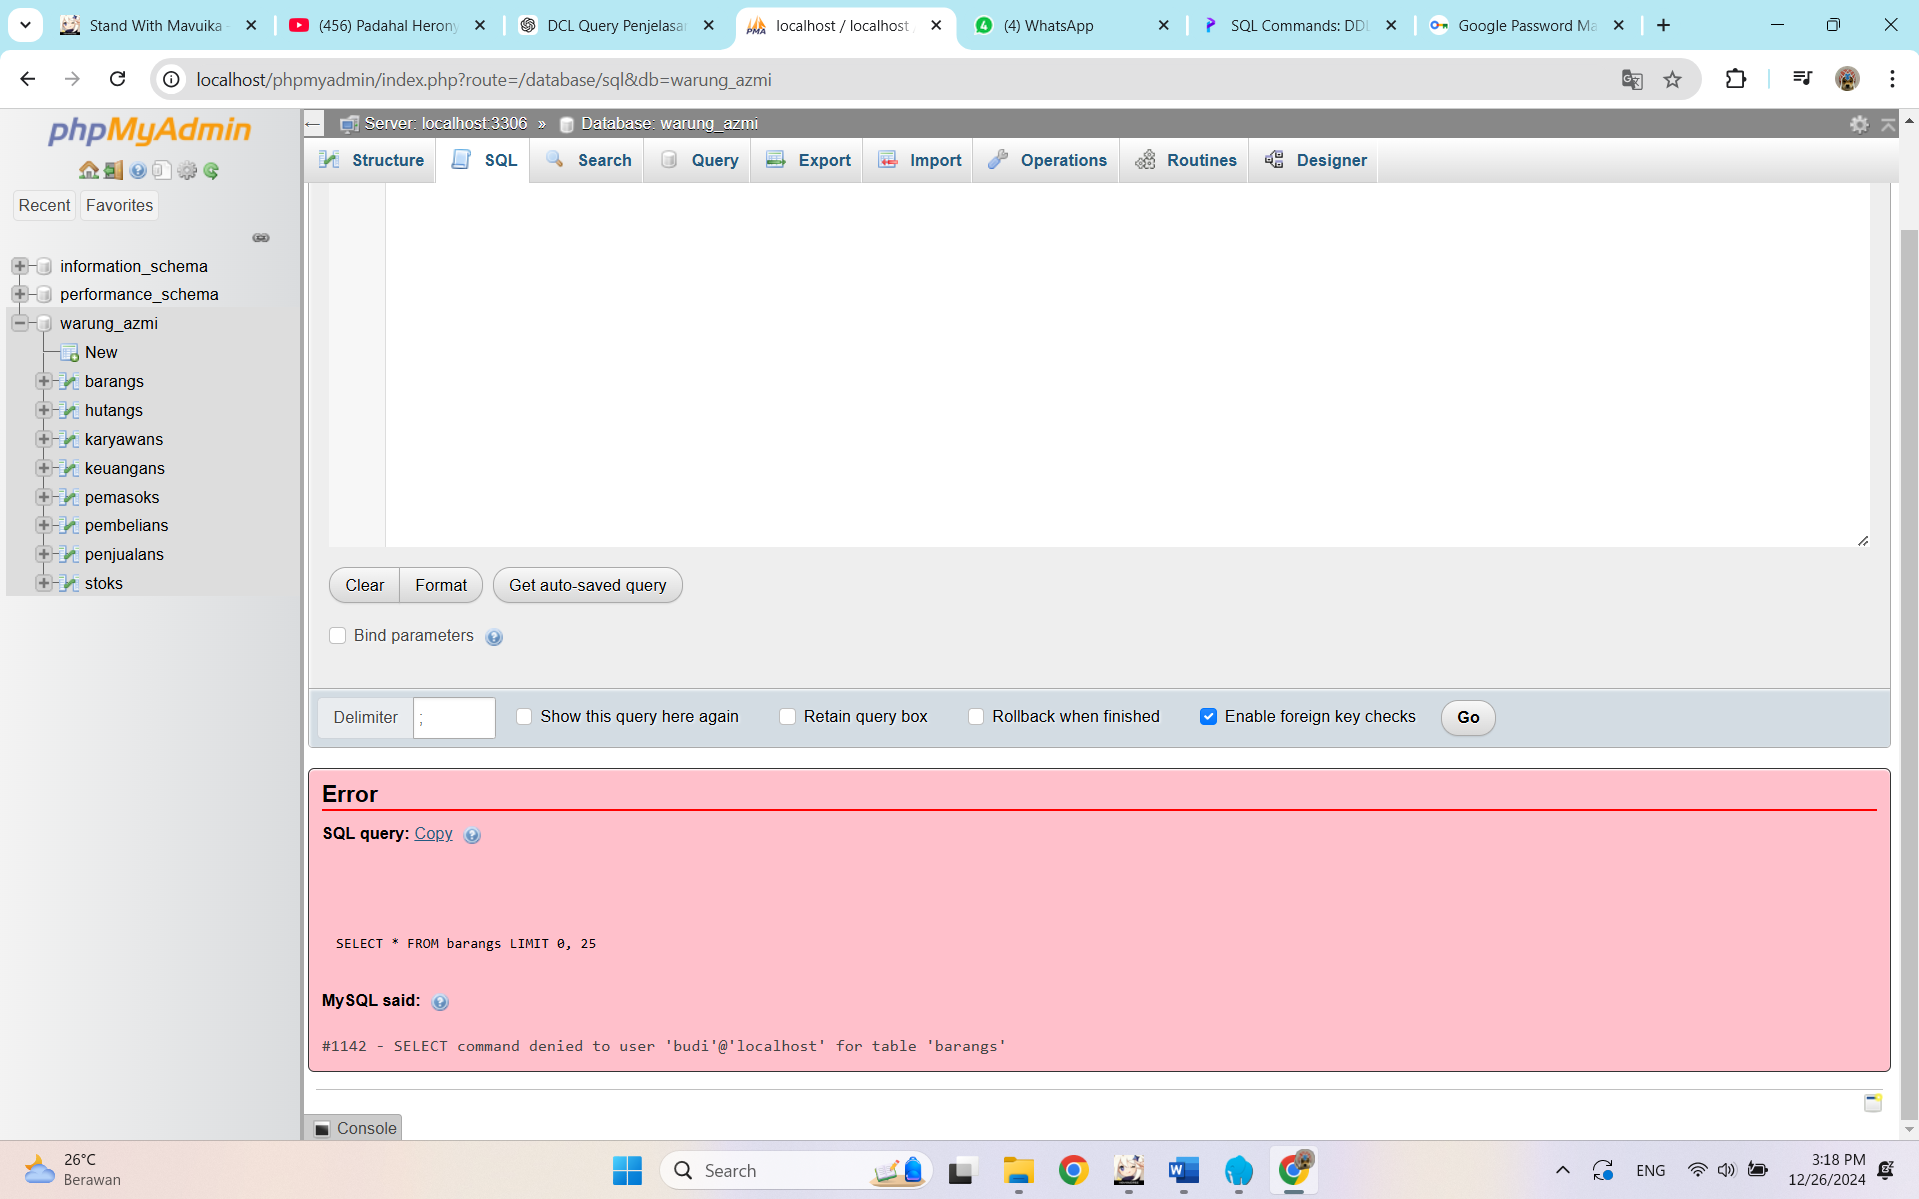 Stand With Mavuika -
(456) Padahal Herony
DCL Query Penjelasan
localhost / localhost /
(4) WhatsApp
SQL Commands: DDL
Google Password Ma
localhost/phpmyadmin/index.php?route=/database/sql&db=warung_azmi
phpMyAdmin
Recent
Favorites
information_schema
performance_schema
warung_azmi
New
barangs
hutangs
karyawans
keuangans
pemasoks
pembelians
penjualans
stoks
Server: localhost:3306 » Database: warung_azmi
Structure
SQL
Search
Query
Export
Import
Operations
Routines
Designer
Clear
Format
Get auto-saved query
Bind parameters
Delimiter
;
Show this query here again
Retain query box
Rollback when finished
Enable foreign key checks
Go
Error
SQL query: Copy
SELECT * FROM barangs LIMIT 0, 25
MySQL said:
#1142 - SELECT command denied to user 'budi'@'localhost' for table 'barangs'
Console
26°C
Berawan
Search
ENG
3:18 PM
12/26/2024